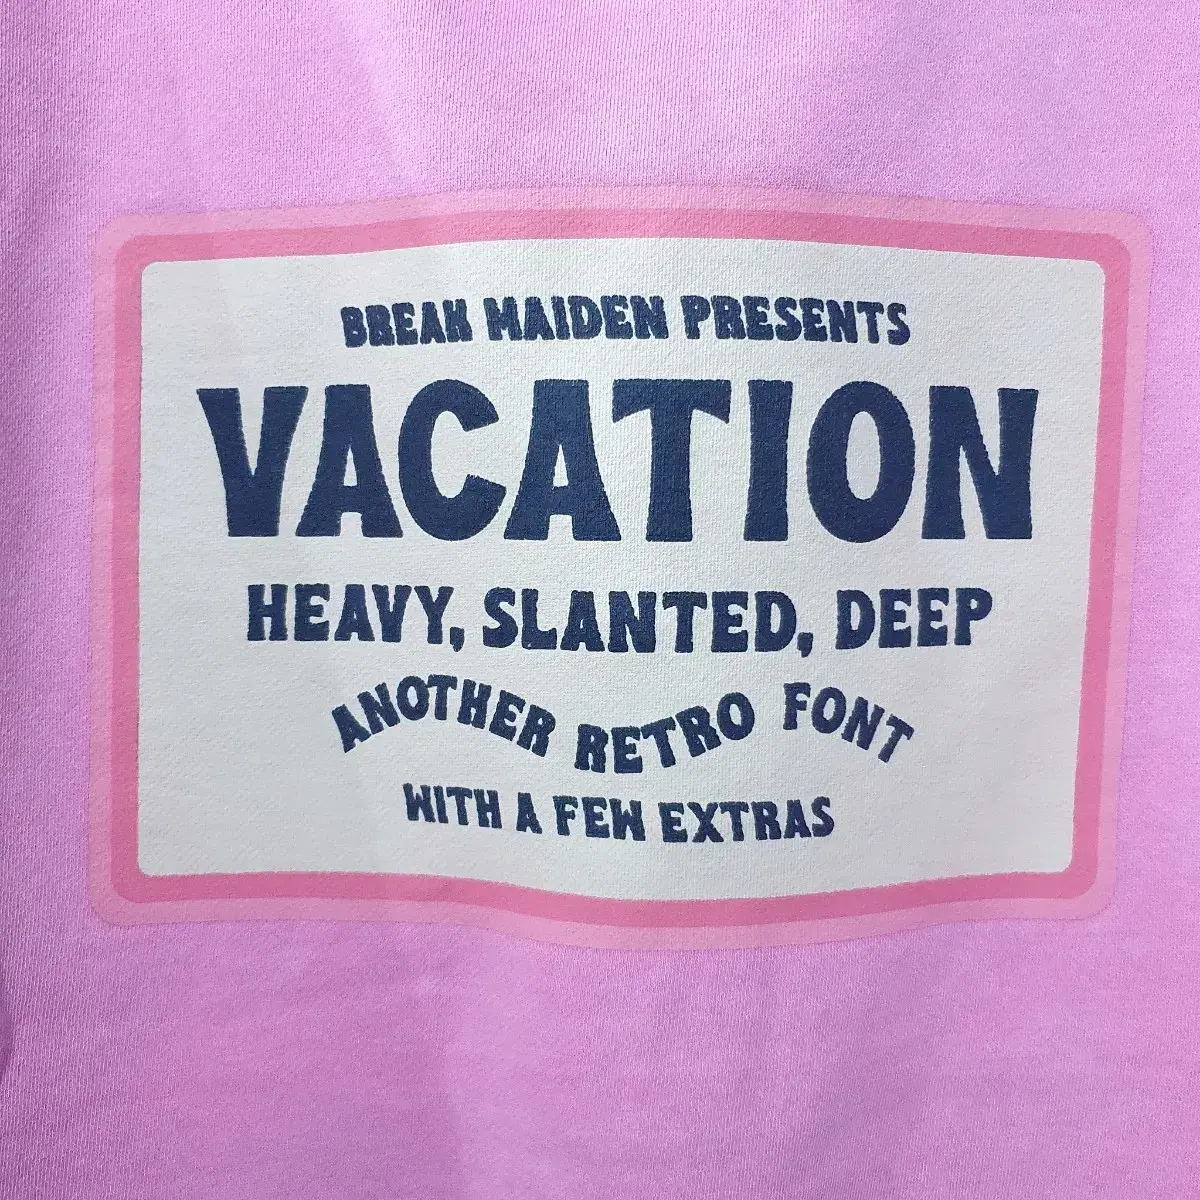 BREAK MAIDEN PRESENTS
VACATION
HEAVY, SLANTED, DEEP
ANOTHER RETRO FONT
WITH A FEW EXTRAS